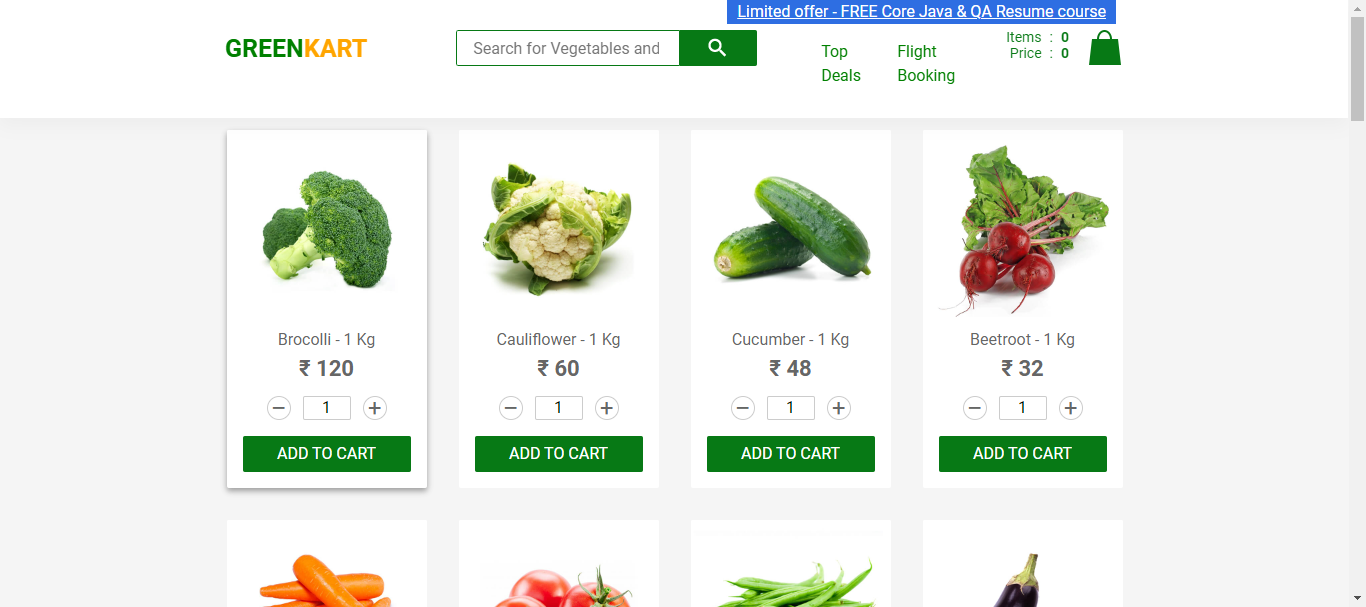 Limited offer - FREE Core Java & QA Resume course
GREENKART
Search for Vegetables and
Top
Deals
Flight
Booking
Items : 0
Price : 0
Brocolli - 1 Kg
₹ 120
− 1 +
ADD TO CART
Cauliflower - 1 Kg
₹ 60
− 1 +
ADD TO CART
Cucumber - 1 Kg
₹ 48
− 1 +
ADD TO CART
Beetroot - 1 Kg
₹ 32
− 1 +
ADD TO CART